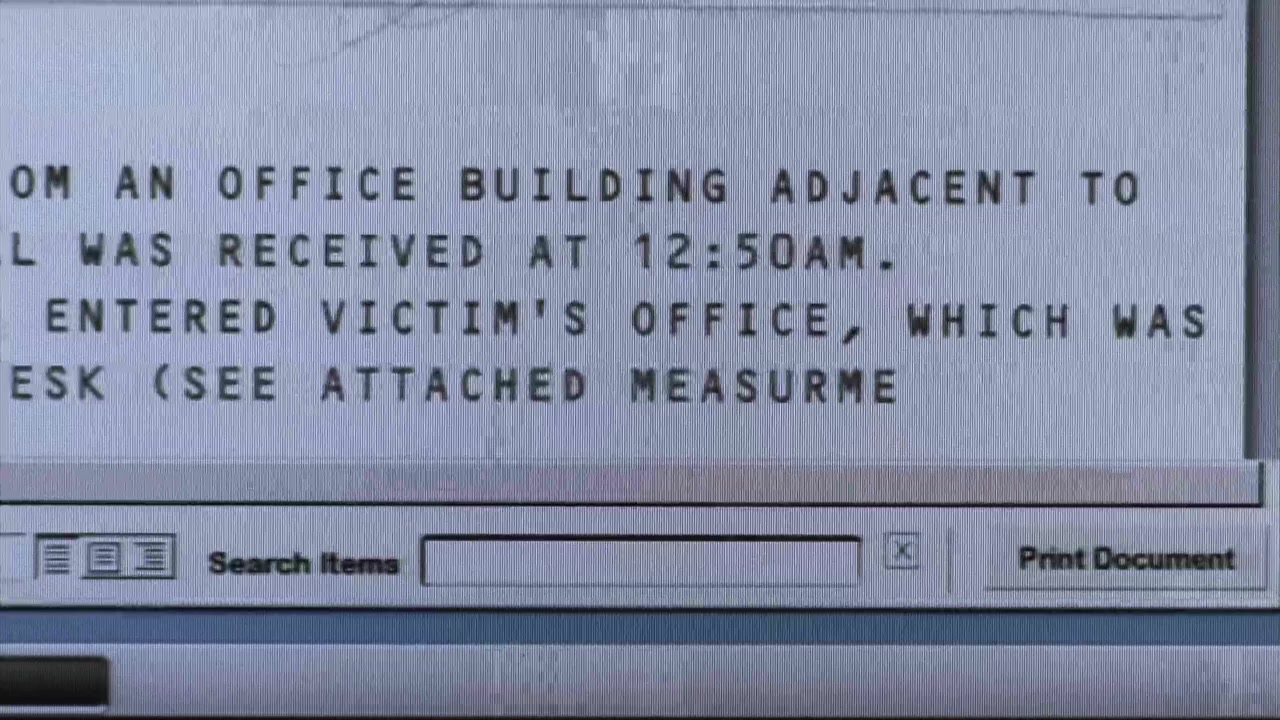 OM AN OFFICE BUILDING ADJACENT TO
L WAS RECEIVED AT 12:50AM.
ENTERED VICTIM'S OFFICE, WHICH WAS
ESK (SEE ATTACHED MEASURME
Search Items
Print Document